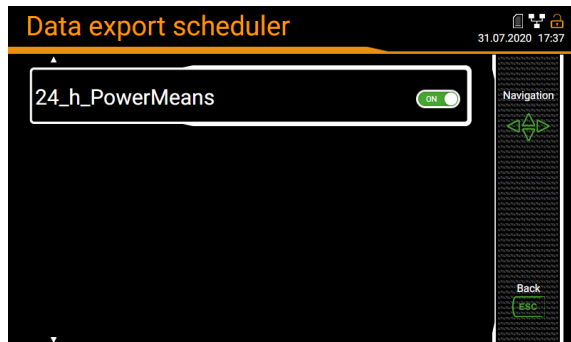 Data export scheduler
31.07.2020 17:37
24_h_PowerMeans
ON
Navigation
Back
ESC